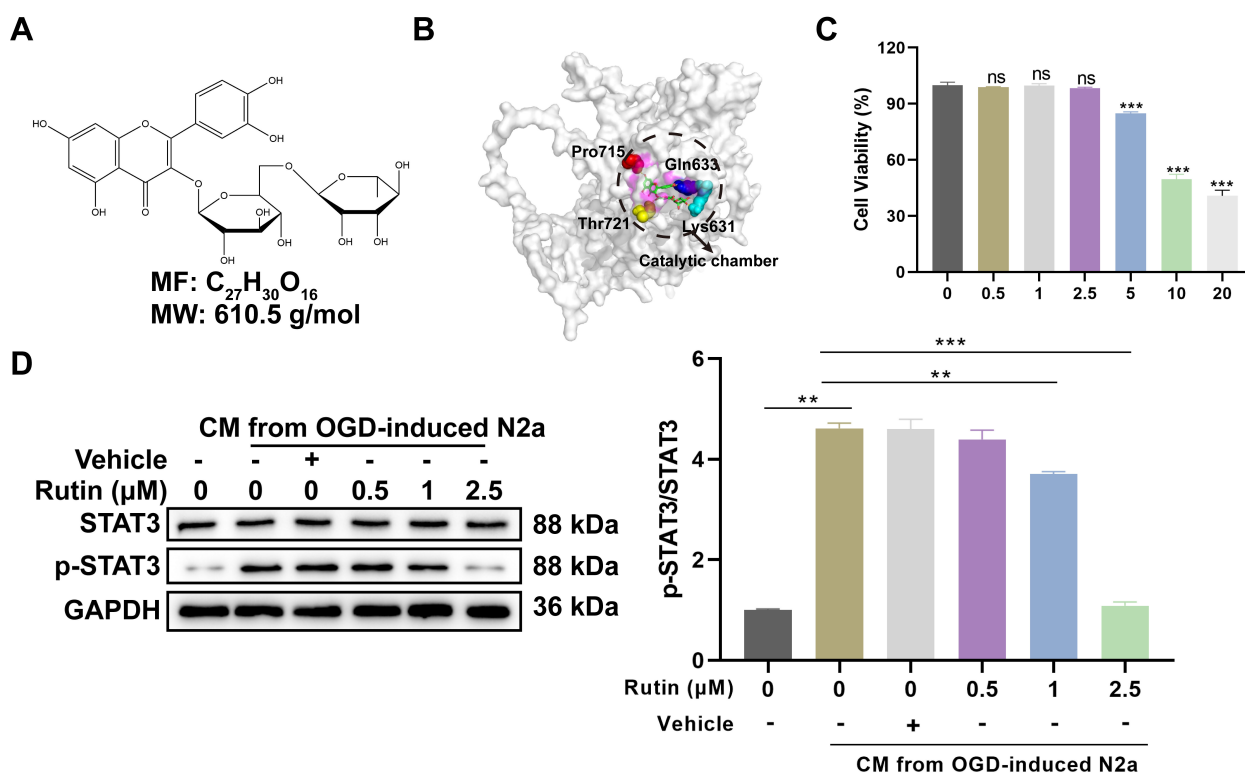 A
OH
OH
HO
O
O
OH
O
O
O
OH
OH
OH
O
OH
OH
OH
MF: C27H30O16
MW: 610.5 g/mol
B
Pro715
Gln633
Thr721
Lys631
Catalytic chamber
C
Cell Viability (%)
120
90
60
30
0
ns ns ns *** *** ***
0 0.5 1 2.5 5 10 20
D
CM from OGD-induced N2a
Vehicle - - + - - -
Rutin (μM) 0 0 0 0.5 1 2.5
STAT3 88 kDa
p-STAT3 88 kDa
GAPDH 36 kDa
p-STAT3/STAT3
6
4
2
0
***
**
**
Rutin (μM) 0 0 0 0.5 1 2.5
Vehicle - - + - - -
CM from OGD-induced N2a